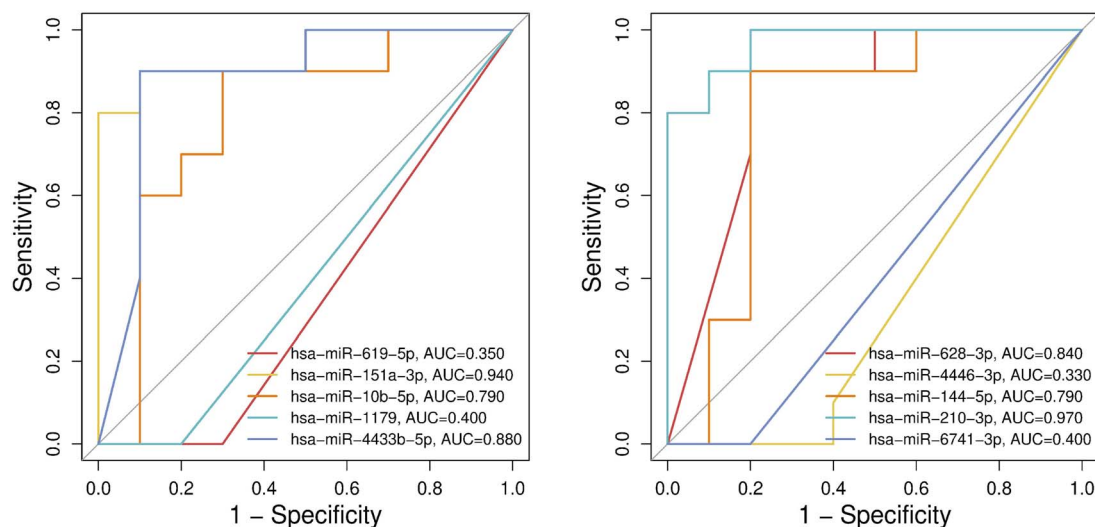 1.0
0.8
0.6
0.4
0.2
0.0
Sensitivity
hsa-miR-619-5p, AUC=0.350
hsa-miR-151a-3p, AUC=0.940
hsa-miR-10b-5p, AUC=0.790
hsa-miR-1179, AUC=0.400
hsa-miR-4433b-5p, AUC=0.880
0.0 0.2 0.4 0.6 0.8 1.0
1 - Specificity
1.0
0.8
0.6
0.4
0.2
0.0
Sensitivity
hsa-miR-628-3p, AUC=0.840
hsa-miR-4446-3p, AUC=0.330
hsa-miR-144-5p, AUC=0.790
hsa-miR-210-3p, AUC=0.970
hsa-miR-6741-3p, AUC=0.400
0.0 0.2 0.4 0.6 0.8 1.0
1 - Specificity